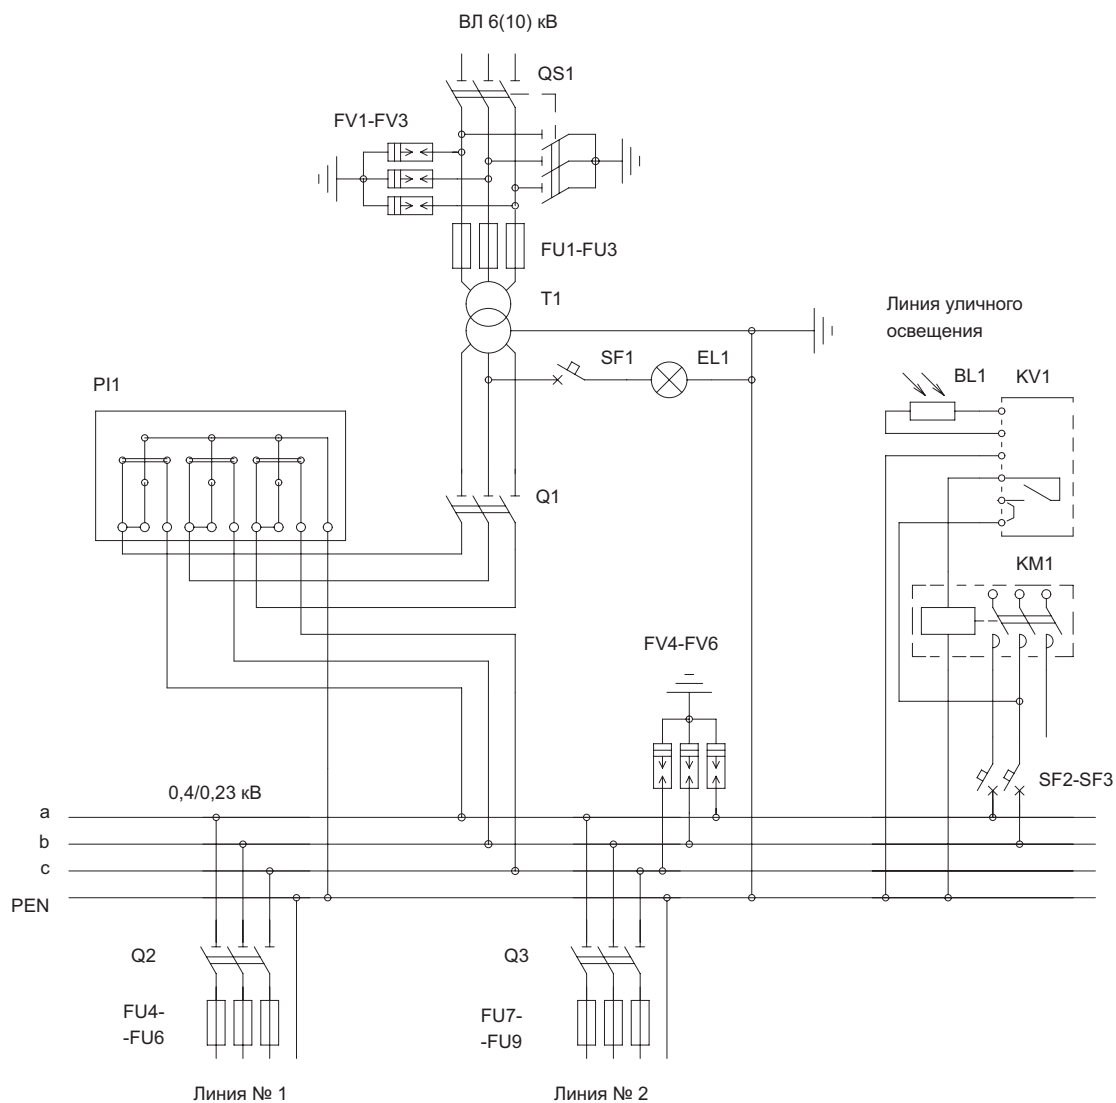 ВЛ 6(10) кВ
QS1
FV1-FV3
FU1-FU3
T1
Линия уличного
освещения
SF1
EL1
BL1
KV1
PI1
Q1
KM1
FV4-FV6
SF2-SF3
0,4/0,23 кВ
a
b
c
PEN
Q2
Q3
FU4-
-FU6
FU7-
-FU9
Линия № 1
Линия № 2